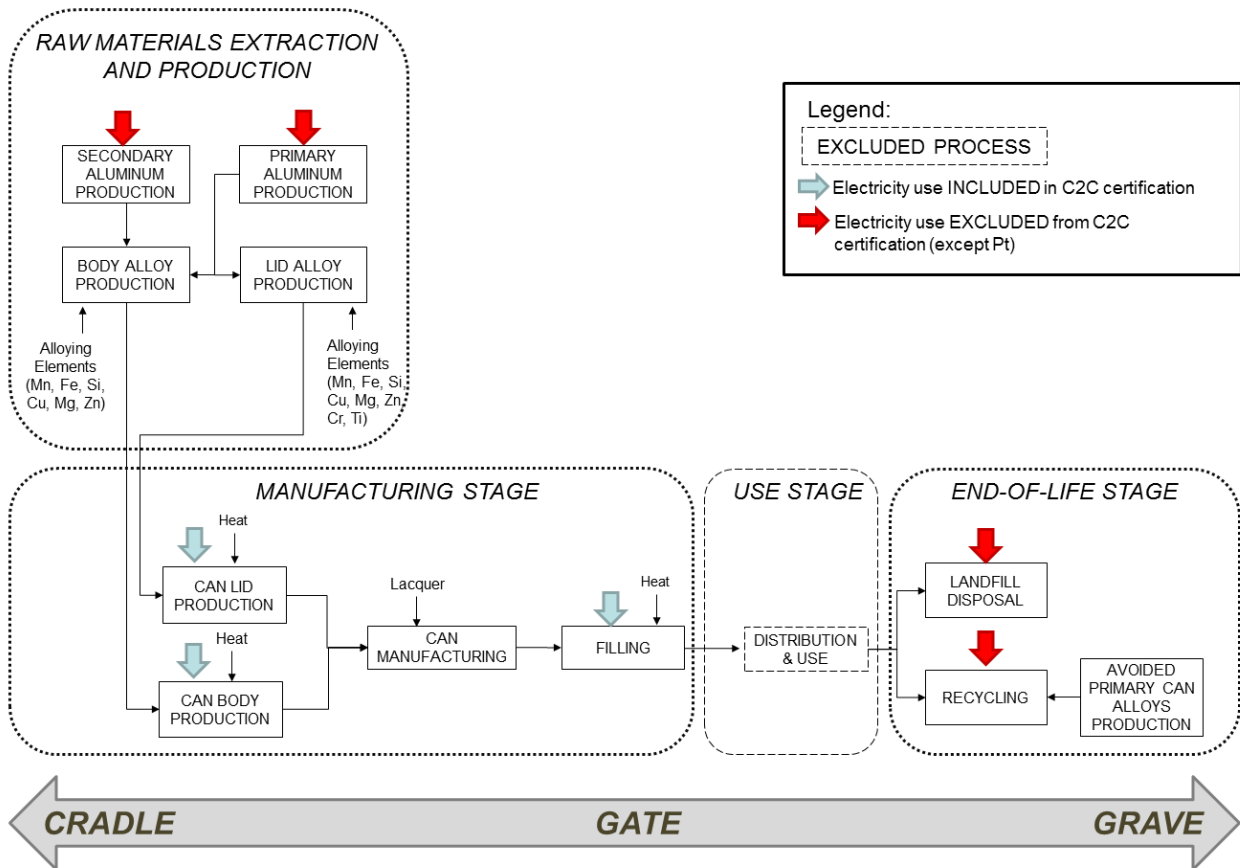 RAW MATERIALS EXTRACTION
AND PRODUCTION
SECONDARY
ALUMINUM
PRODUCTION
PRIMARY
ALUMINUM
PRODUCTION
BODY ALLOY
PRODUCTION
LID ALLOY
PRODUCTION
Alloying
Elements
(Mn, Fe, Si,
Cu, Mg, Zn)
Alloying
Elements
(Mn, Fe, Si,
Cu, Mg, Zn,
Cr, Ti)
Legend:
EXCLUDED PROCESS
Electricity use INCLUDED in C2C certification
Electricity use EXCLUDED from C2C
certification (except Pt)
MANUFACTURING STAGE
Heat
CAN LID
PRODUCTION
Heat
CAN BODY
PRODUCTION
Lacquer
CAN
MANUFACTURING
Heat
FILLING
USE STAGE
DISTRIBUTION
& USE
END-OF-LIFE STAGE
LANDFILL
DISPOSAL
RECYCLING
AVOIDED
PRIMARY CAN
ALLOYS
PRODUCTION
CRADLE
GATE
GRAVE